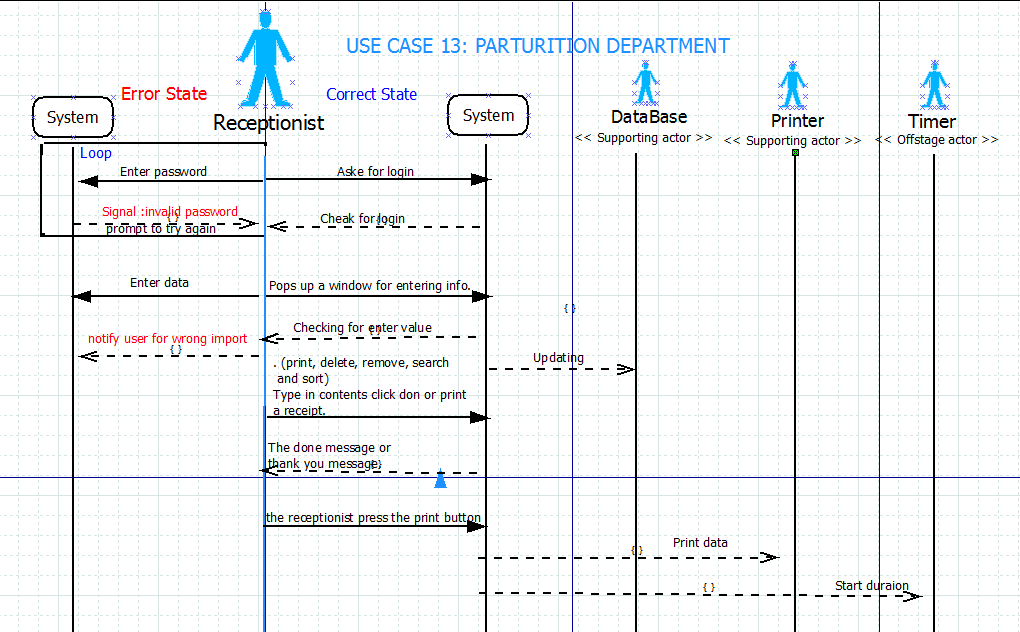 USE CASE 13: PARTURITION DEPARTMENT
Error State
Correct State
System
Receptionist
System
DataBase
<< Supporting actor >>
Printer
<< Supporting actor >>
Timer
<< Offstage actor >>
Loop
Enter password
Aske for login
Signal :invalid password
{ }
prompt to try again
Cheak for login
{ }
Enter data
Pops up a window for entering info.
{ }
Checking for enter value
{ }
notify user for wrong import
{ }
Updating
. (print, delete, remove, search
and sort)
Type in contents click don or print
a receipt.
The done message or
thank you message.
{ }
the receptionist press the print button
Print data
{ }
Start duraion
{ }